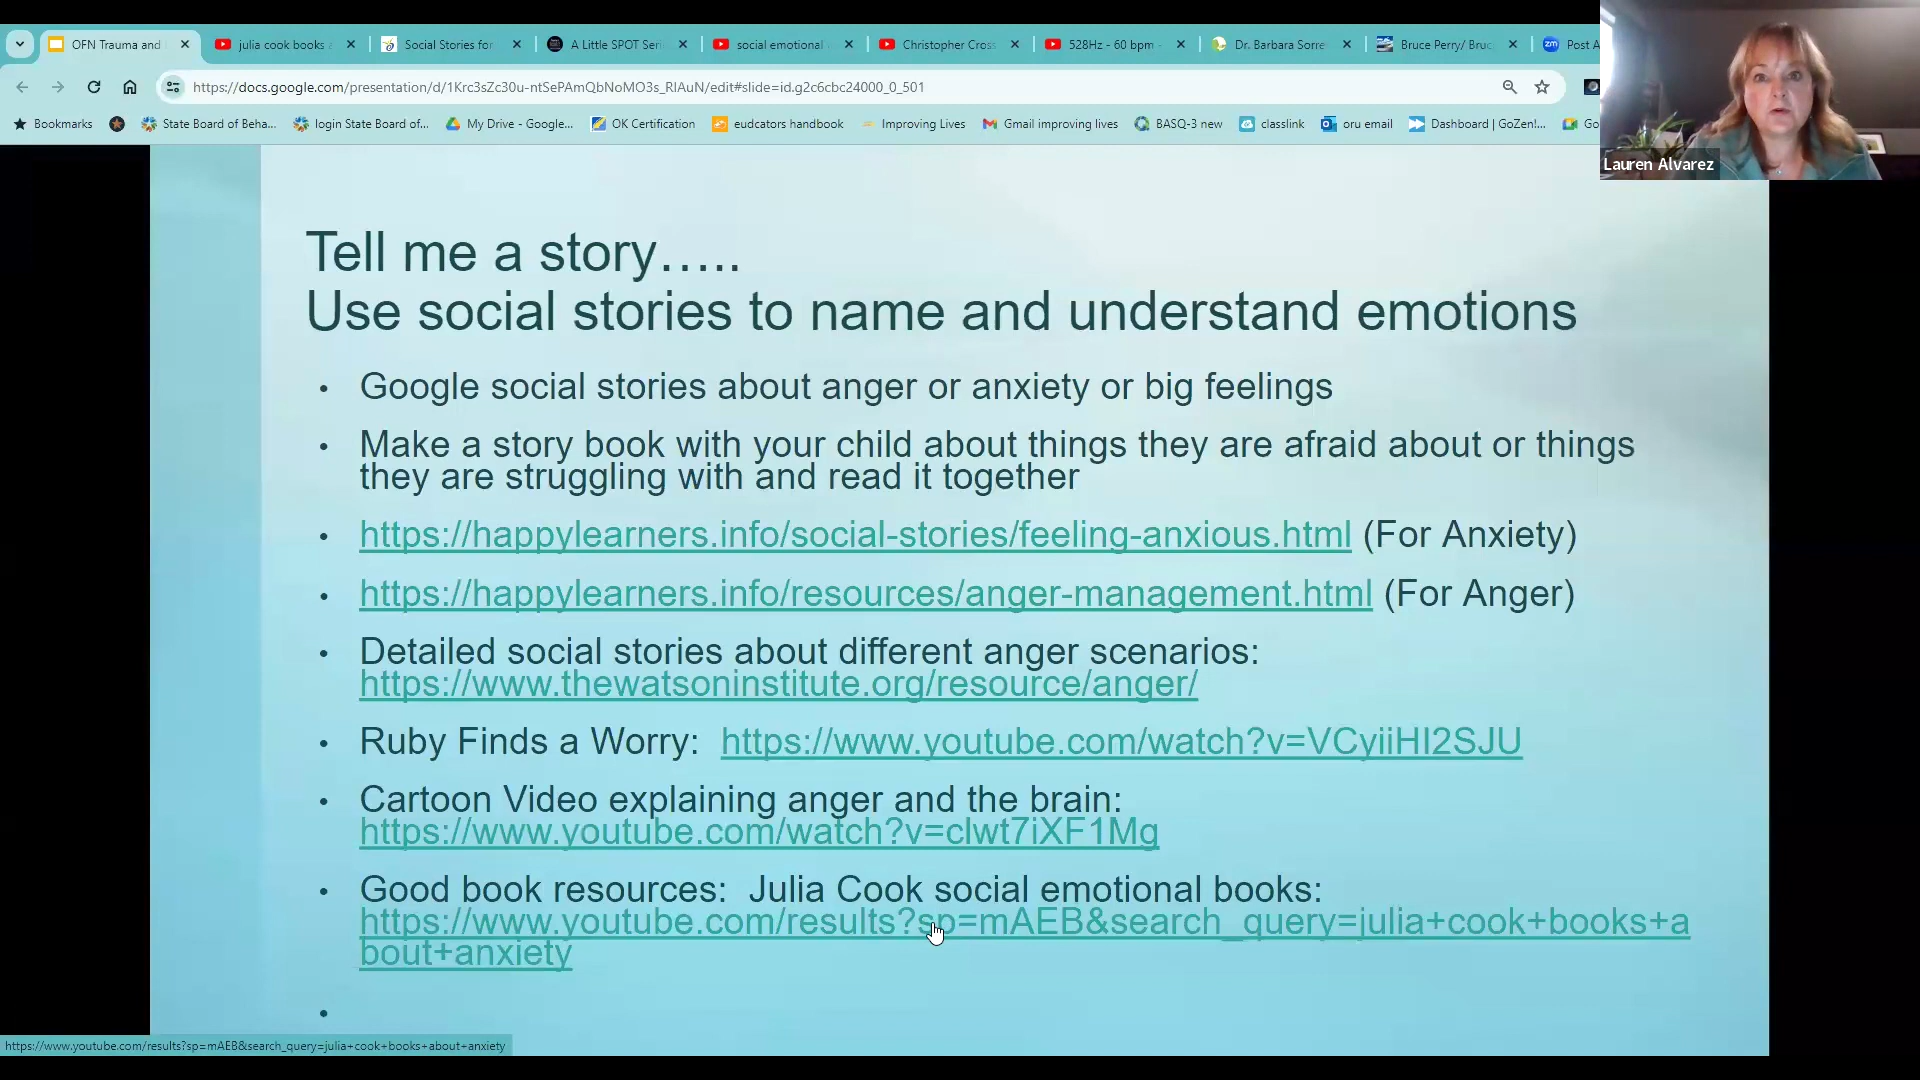 OFN Trauma and
julia cook books
Social Stories for
A Little SPOT Seri
social emotional
Christopher Cross
528Hz - 60 bpm -
Dr. Barbara Sorre
Bruce Perry/ Bruc
zm
Post A
https://docs.google.com/presentation/d/1Krc3sZc30u-ntSePAmQbNoMO3s_RlAuN/edit#slide=id.g2c6cbc24000_0_501
Bookmarks
State Board of Beha...
login State Board of...
My Drive - Google...
OK Certification
eudcators handbook
Improving Lives
Gmail improving lives
BASQ-3 new
classlink
oru email
Dashboard | GoZen!...
Go
Lauren Alvarez
Tell me a story.....
Use social stories to name and understand emotions
• Google social stories about anger or anxiety or big feelings
• Make a story book with your child about things they are afraid about or things
they are struggling with and read it together
• https://happylearners.info/social-stories/feeling-anxious.html (For Anxiety)
• https://happylearners.info/resources/anger-management.html (For Anger)
• Detailed social stories about different anger scenarios:
https://www.thewatsoninstitute.org/resource/anger/
• Ruby Finds a Worry: https://www.youtube.com/watch?v=VCyiiHI2SJU
• Cartoon Video explaining anger and the brain:
https://www.youtube.com/watch?v=clwt7iXF1Mg
• Good book resources: Julia Cook social emotional books:
https://www.youtube.com/results?sp=mAEB&search_query=julia+cook+books+a
bout+anxiety
•
https://www.youtube.com/results?sp=mAEB&search_query=julia+cook+books+about+anxiety